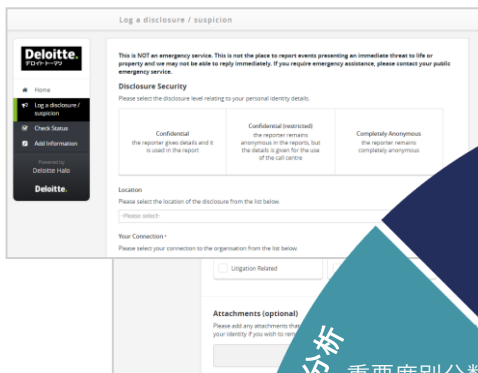 Log a disclosure / suspicion
Deloitte.
デロイト トーマツ
Home
Log a disclosure /
suspicion
Check Status
Add Information
Powered by
Deloitte Halo
Deloitte.
This is NOT an emergency service. This is not the place to report events presenting an immediate threat to life or
property and we may not be able to reply immediately. If you require emergency assistance, please contact your public
emergency service.
Disclosure Security
Please select the disclosure level relating to your personal identity details.
Confidential
the reporter gives details and it
is used in the report
Confidential (restricted)
the reporter remains
anonymous in the reports, but
the details is given for the use
of the call centre
Completely Anonymous
the reporter remains
completely anonymous
Location
Please select the location of the disclosure from the list below.
-Please select-
Your Connection *
Please select your connection to the organisation from the list below.
Litigation Related
Attachments (optional)
Please add any attachments that
your identity if you wish to
分析
重要度別分